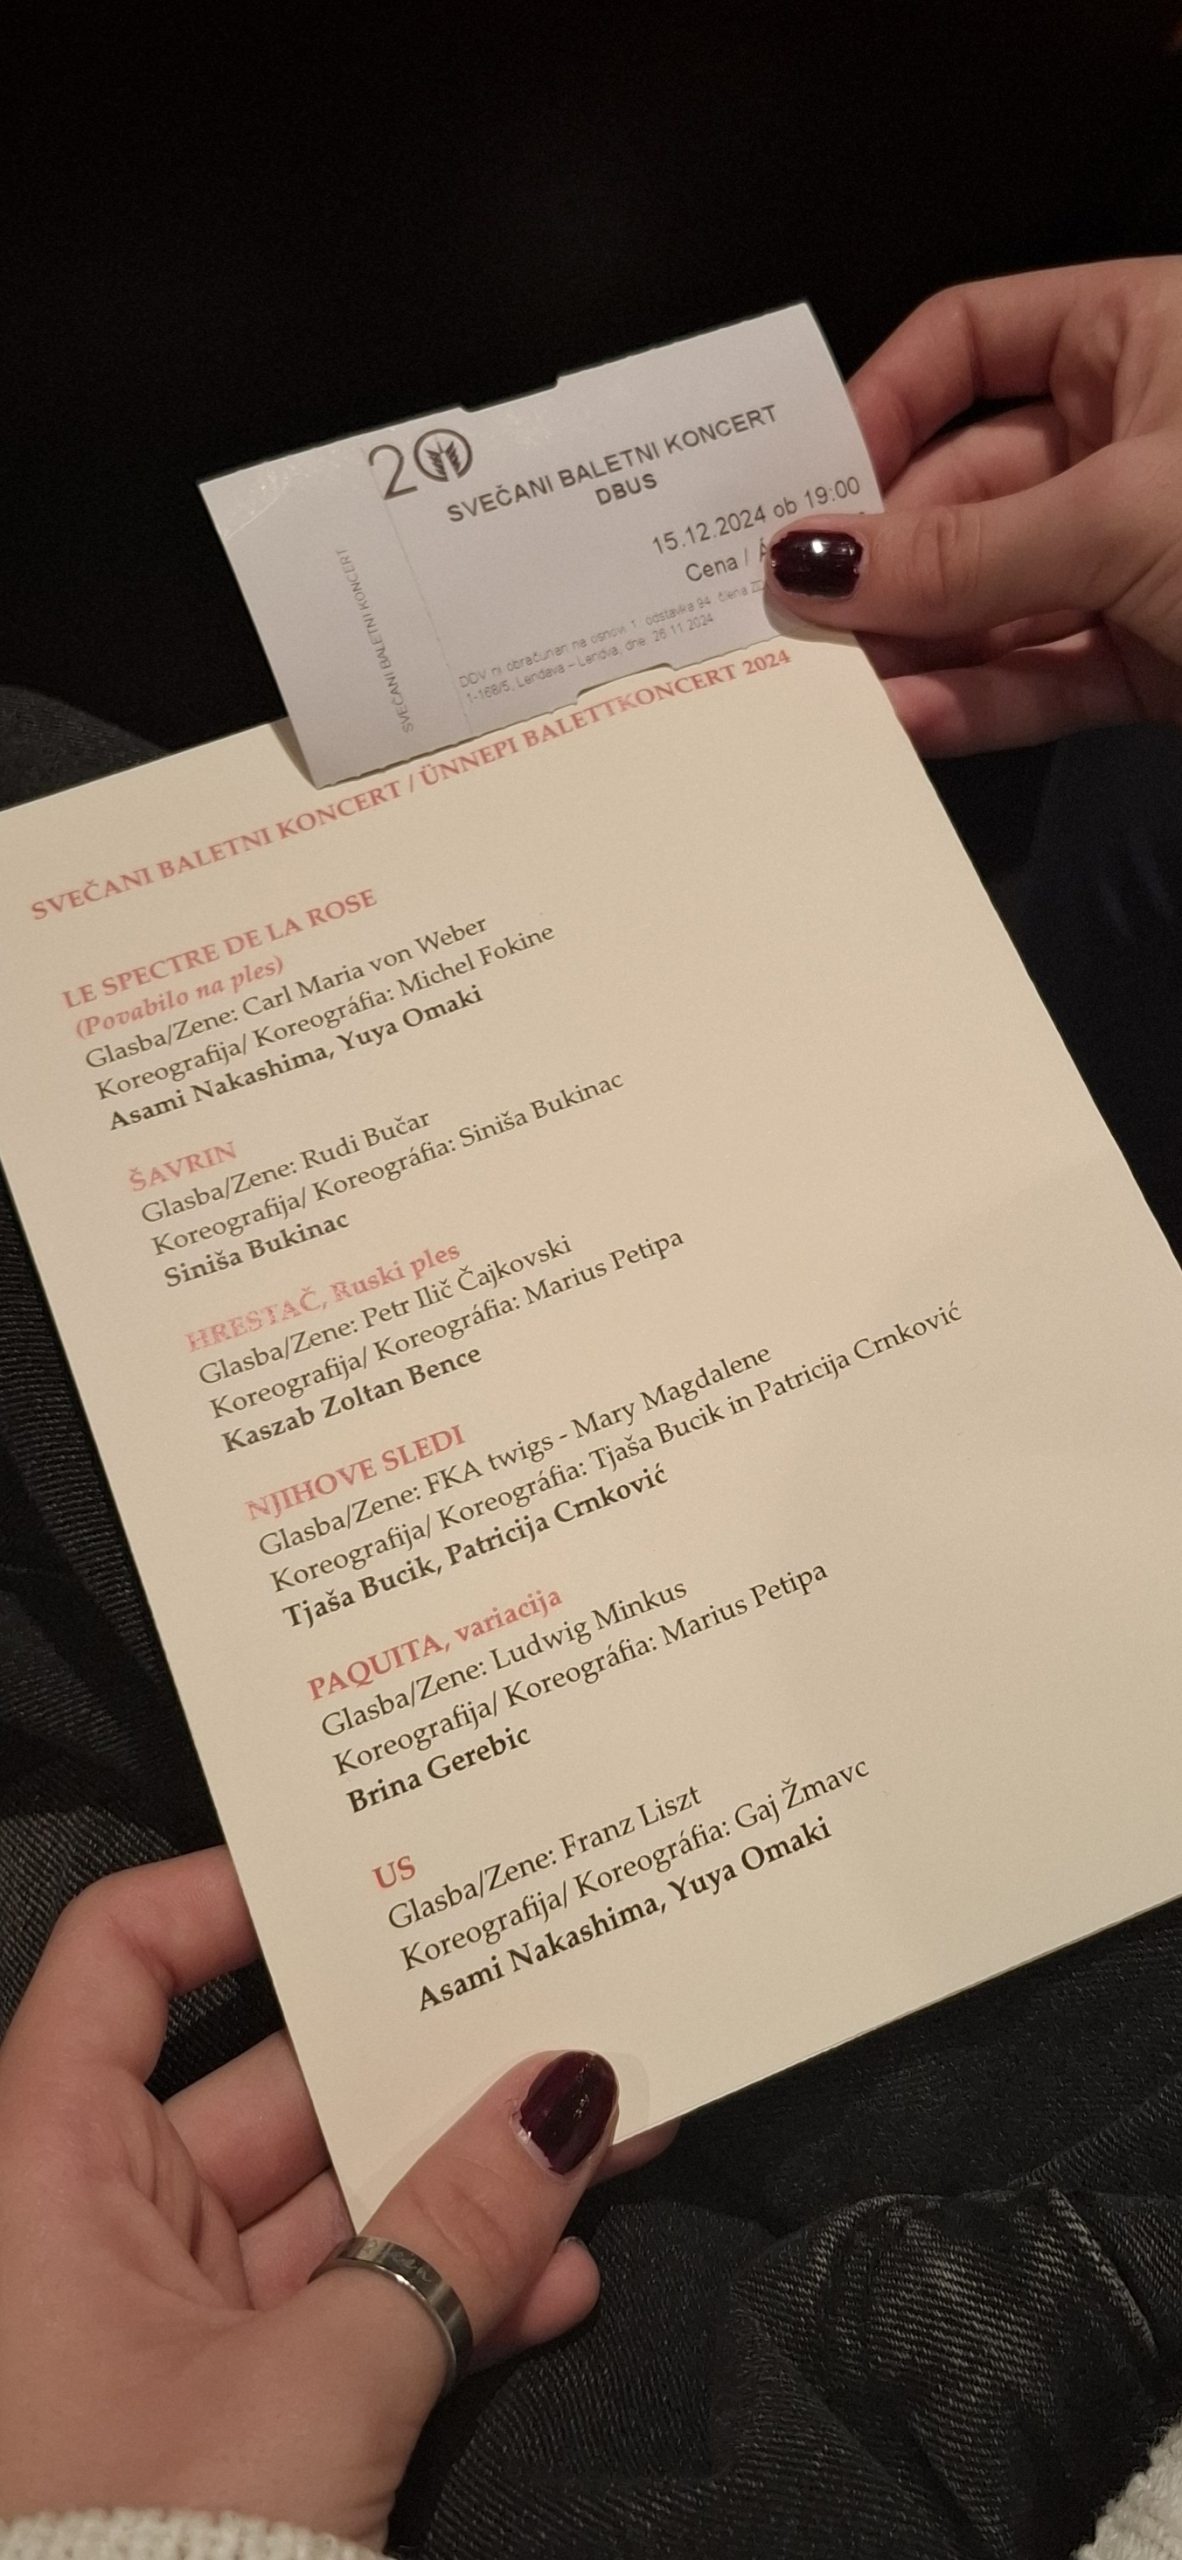 20
SVEČANI BALETNI KONCERT
DBUS
15.12.2024 ob 19:00
Cena /
SVEČANI BALETNI KONCERT
SVEČANI BALETNI KONCERT
DDV ni obračunan na osnovi 1. odstavka 94. člena
1-168/5, Lendava – Lendva, dne: 26.11.2024
SVEČANI BALETNI KONCERT / ÜNNEPI BALETTKONCERT 2024
LE SPECTRE DE LA ROSE
(Povabilo na ples)
Glasba/Zene: Carl Maria von Weber
Koreografija/ Koreográfia: Michel Fokine
Asami Nakashima, Yuya Omaki
ŠAVRIN
Glasba/Zene: Rudi Bučar
Koreografija/ Koreográfia: Siniša Bukinac
Siniša Bukinac
HRESTAČ, Ruski ples
Glasba/Zene: Petr Ilič Čajkovski
Koreografija/ Koreográfia: Marius Petipa
Kaszab Zoltan Bence
NJIHOVE SLEDI
Glasba/Zene: FKA twigs - Mary Magdalene
Koreografija/ Koreográfia: Tjaša Bucik in Patricija Crnković
Tjaša Bucik, Patricija Crnković
PAQUITA, variacija
Glasba/Zene: Ludwig Minkus
Koreografija/ Koreográfia: Marius Petipa
Brina Gerebic
US
Glasba/Zene: Franz Liszt
Koreografija/ Koreográfia: Gaj Žmavc
Asami Nakashima, Yuya Omaki